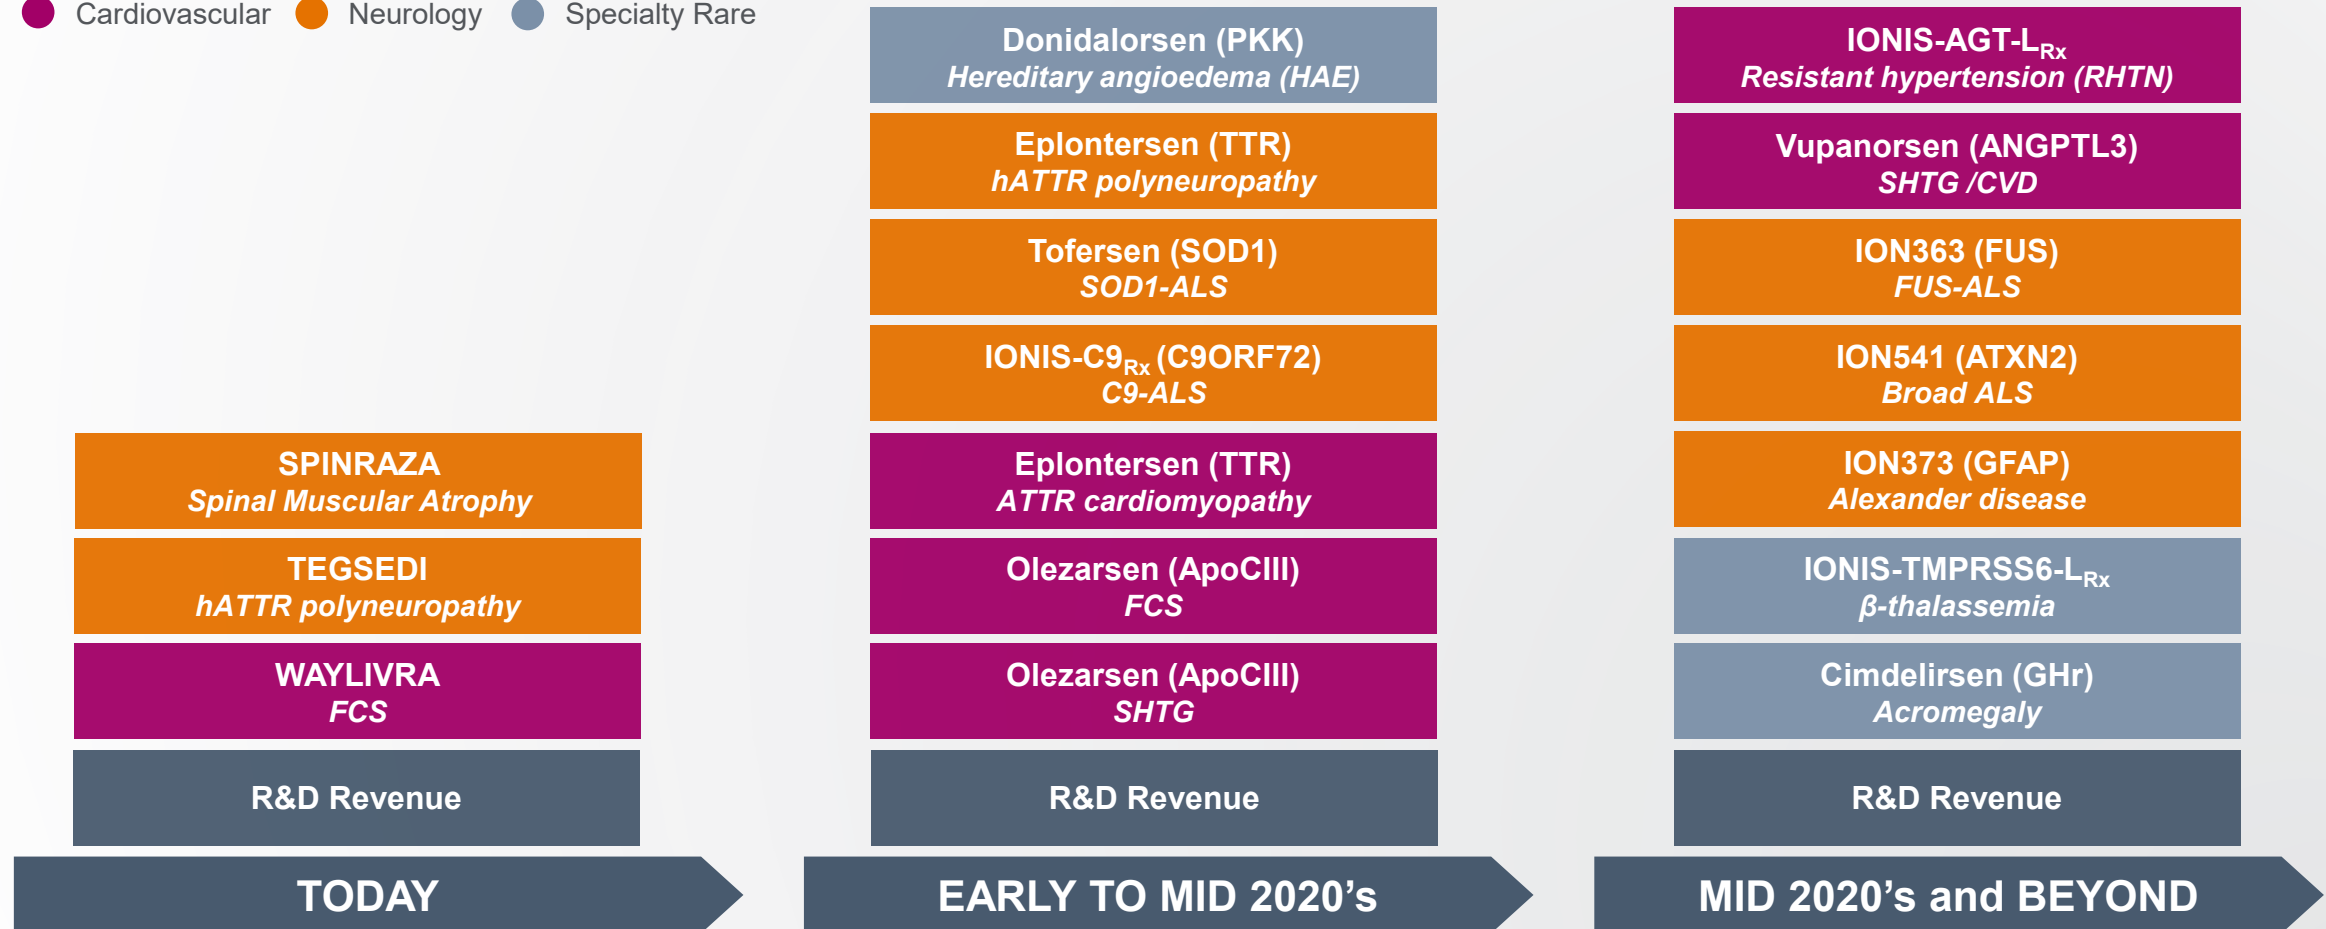 Cardiovascular Neurology Specialty Rare
SPINRAZA
Spinal Muscular Atrophy
TEGSEDI
hATTR polyneuropathy
WAYLIVRA
FCS
R&D Revenue
TODAY
Donidalorsen (PKK)
Hereditary angioedema (HAE)
Eplontersen (TTR)
hATTR polyneuropathy
Tofersen (SOD1)
SOD1-ALS
IONIS-C9Rx (C9ORF72)
C9-ALS
Eplontersen (TTR)
ATTR cardiomyopathy
Olezarsen (ApoCIII)
FCS
Olezarsen (ApoCIII)
SHTG
R&D Revenue
EARLY TO MID 2020’s
IONIS-AGT-LRx
Resistant hypertension (RHTN)
Vupanorsen (ANGPTL3)
SHTG /CVD
ION363 (FUS)
FUS-ALS
ION541 (ATXN2)
Broad ALS
ION373 (GFAP)
Alexander disease
IONIS-TMPRSS6-LRx
β-thalassemia
Cimdelirsen (GHr)
Acromegaly
R&D Revenue
MID 2020’s and BEYOND